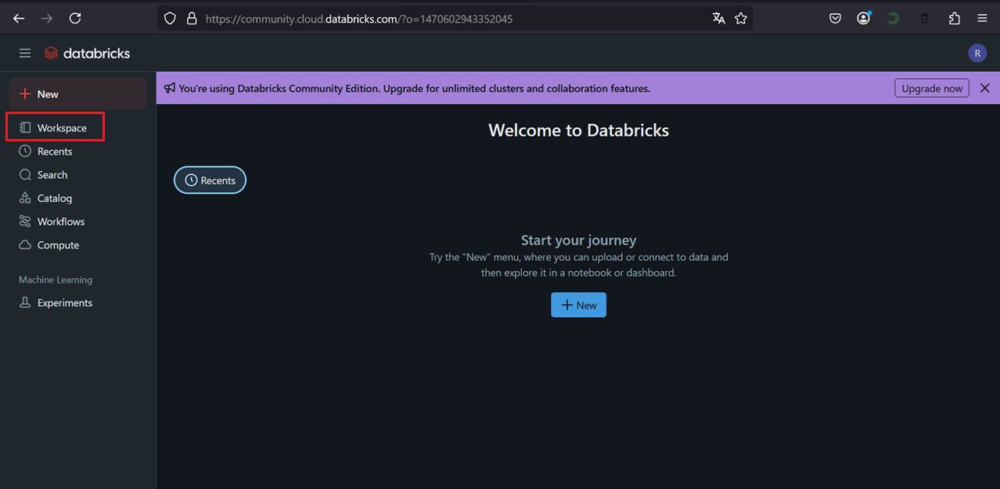 https://community.cloud.databricks.com/?o=1470602943352045
databricks
R
New
You're using Databricks Community Edition. Upgrade for unlimited clusters and collaboration features.
Upgrade now
Workspace
Recents
Search
Catalog
Workflows
Compute
Machine Learning
Experiments
Welcome to Databricks
Recents
Start your journey
Try the "New" menu, where you can upload or connect to data and
then explore it in a notebook or dashboard.
New